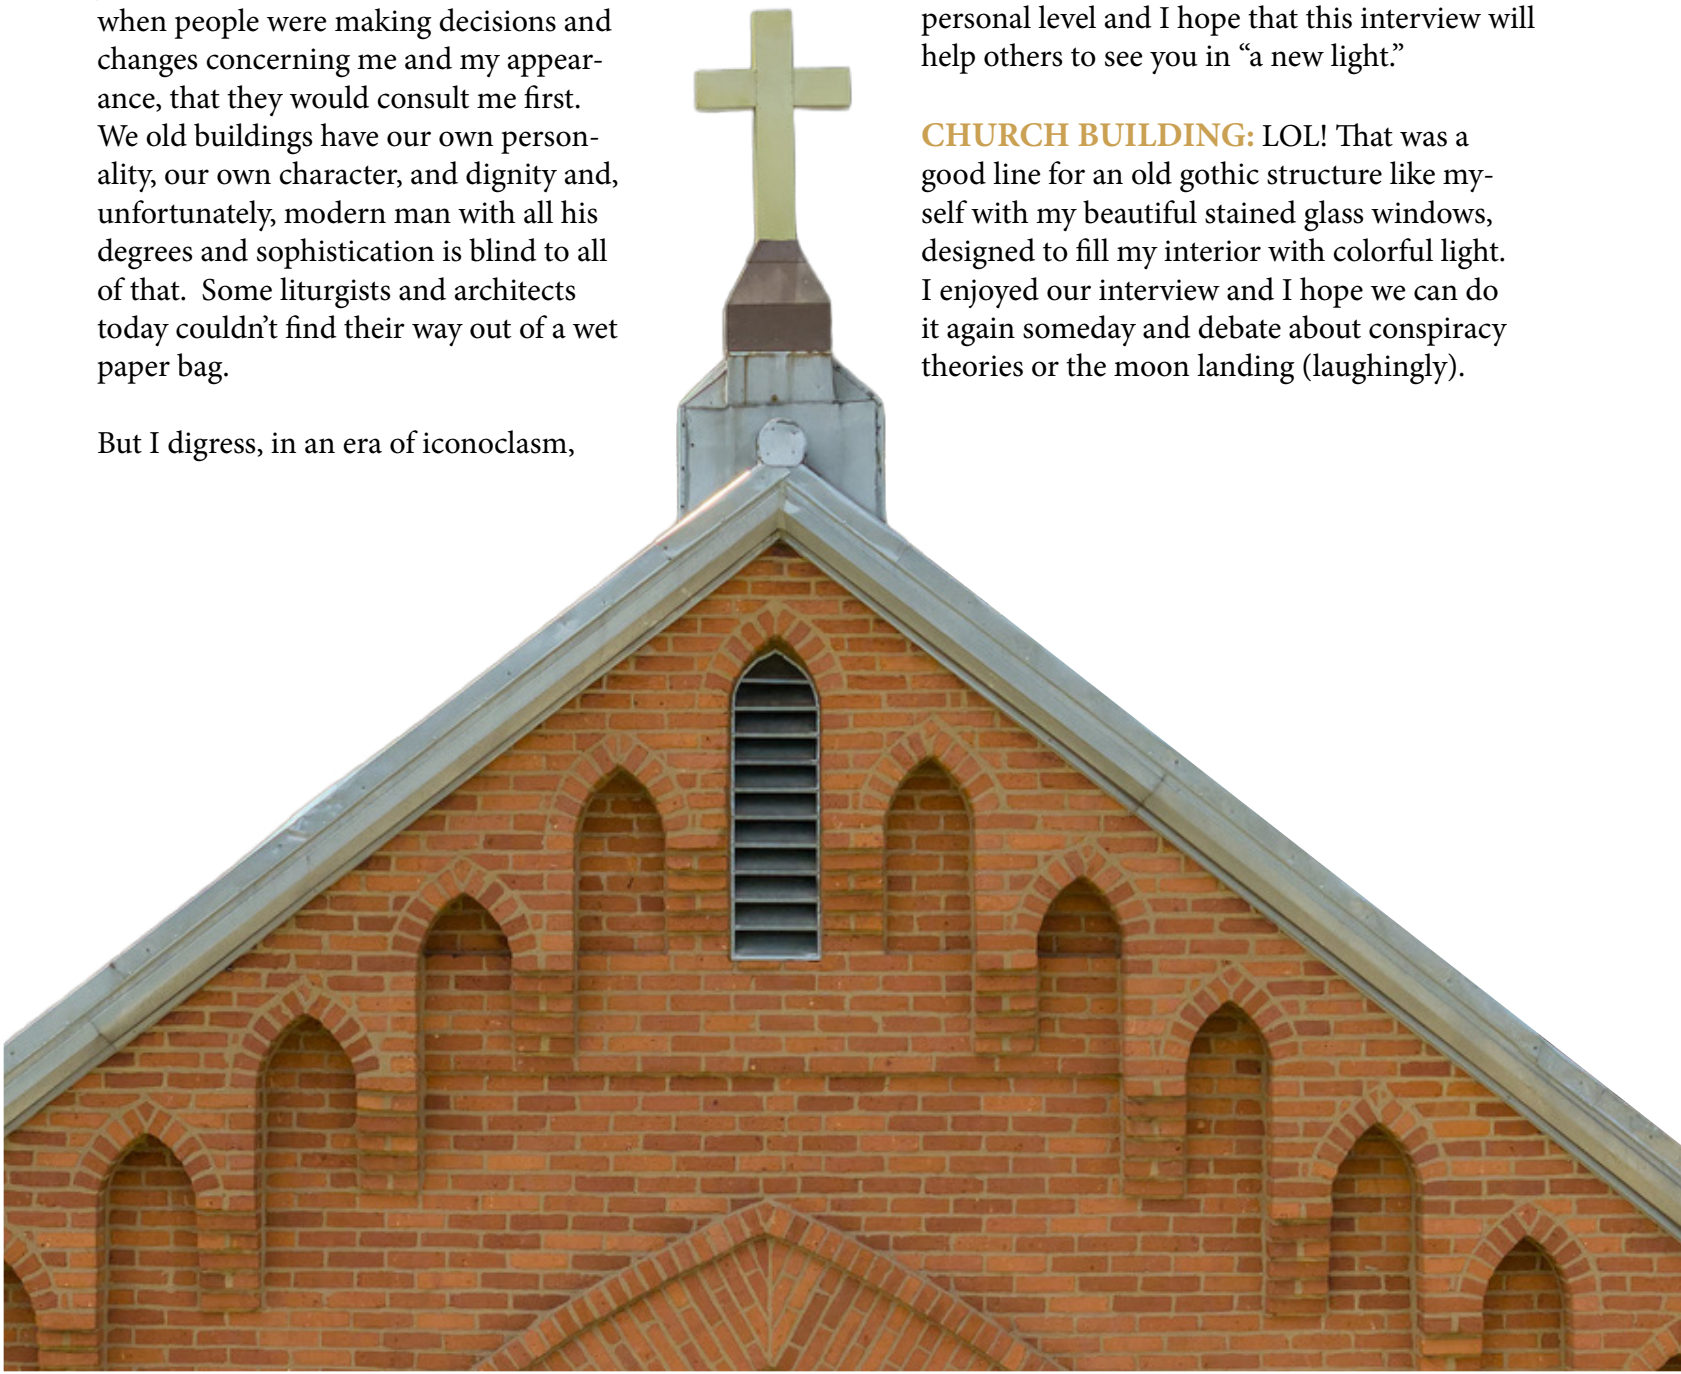 when people were making decisions and
changes concerning me and my appear-
ance, that they would consult me first.
We old buildings have our own person-
ality, our own character, and dignity and,
unfortunately, modern man with all his
degrees and sophistication is blind to all
of that.  Some liturgists and architects
today couldn’t find their way out of a wet
paper bag.
But I digress, in an era of iconoclasm,
personal level and I hope that this interview will
help others to see you in “a new light.”
CHURCH BUILDING: LOL! That was a
good line for an old gothic structure like my-
self with my beautiful stained glass windows,
designed to fill my interior with colorful light.
I enjoyed our interview and I hope we can do
it again someday and debate about conspiracy
theories or the moon landing (laughingly).